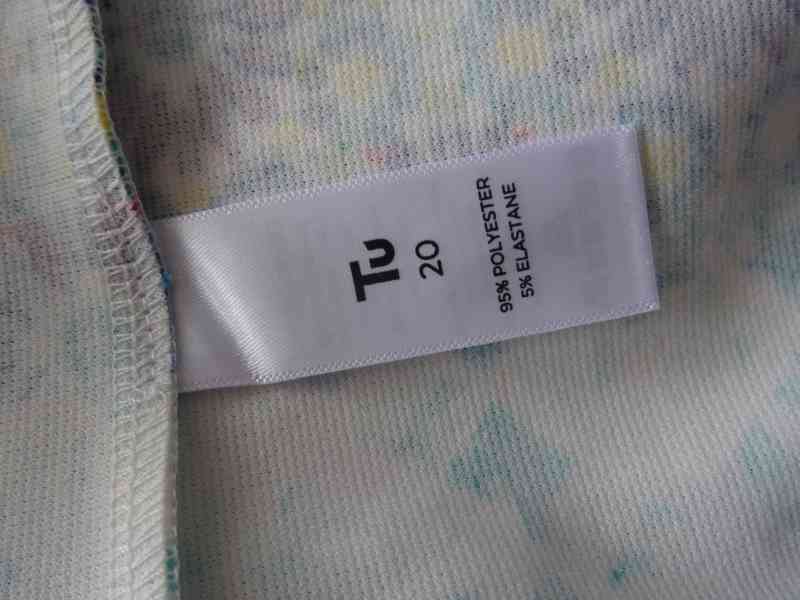 Tu
20
95% POLYESTER
5% ELASTANE